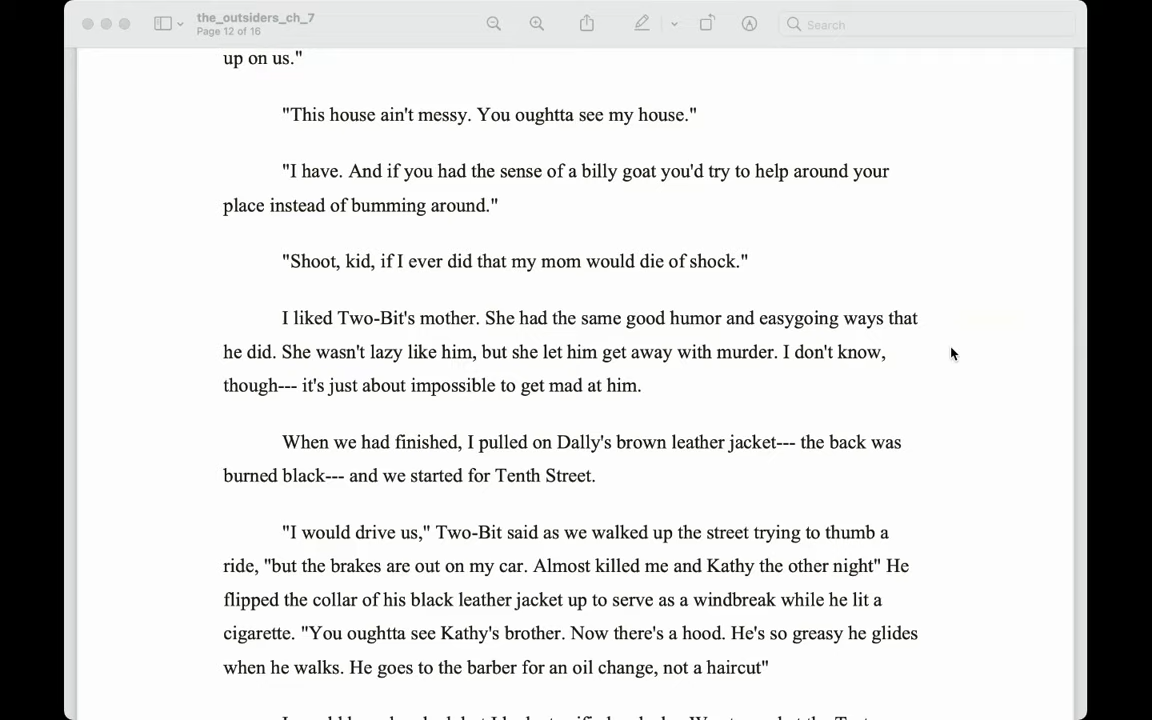 the_outsiders_ch_7
Page 12 of 16
Search
up on us."
"This house ain't messy. You oughtta see my house."
"I have. And if you had the sense of a billy goat you'd try to help around your
place instead of bumming around."
"Shoot, kid, if I ever did that my mom would die of shock."
I liked Two-Bit's mother. She had the same good humor and easygoing ways that
he did. She wasn't lazy like him, but she let him get away with murder. I don't know,
though--- it's just about impossible to get mad at him.
When we had finished, I pulled on Dally's brown leather jacket--- the back was
burned black--- and we started for Tenth Street.
"I would drive us," Two-Bit said as we walked up the street trying to thumb a
ride, "but the brakes are out on my car. Almost killed me and Kathy the other night" He
flipped the collar of his black leather jacket up to serve as a windbreak while he lit a
cigarette. "You oughtta see Kathy's brother. Now there's a hood. He's so greasy he glides
when he walks. He goes to the barber for an oil change, not a haircut"